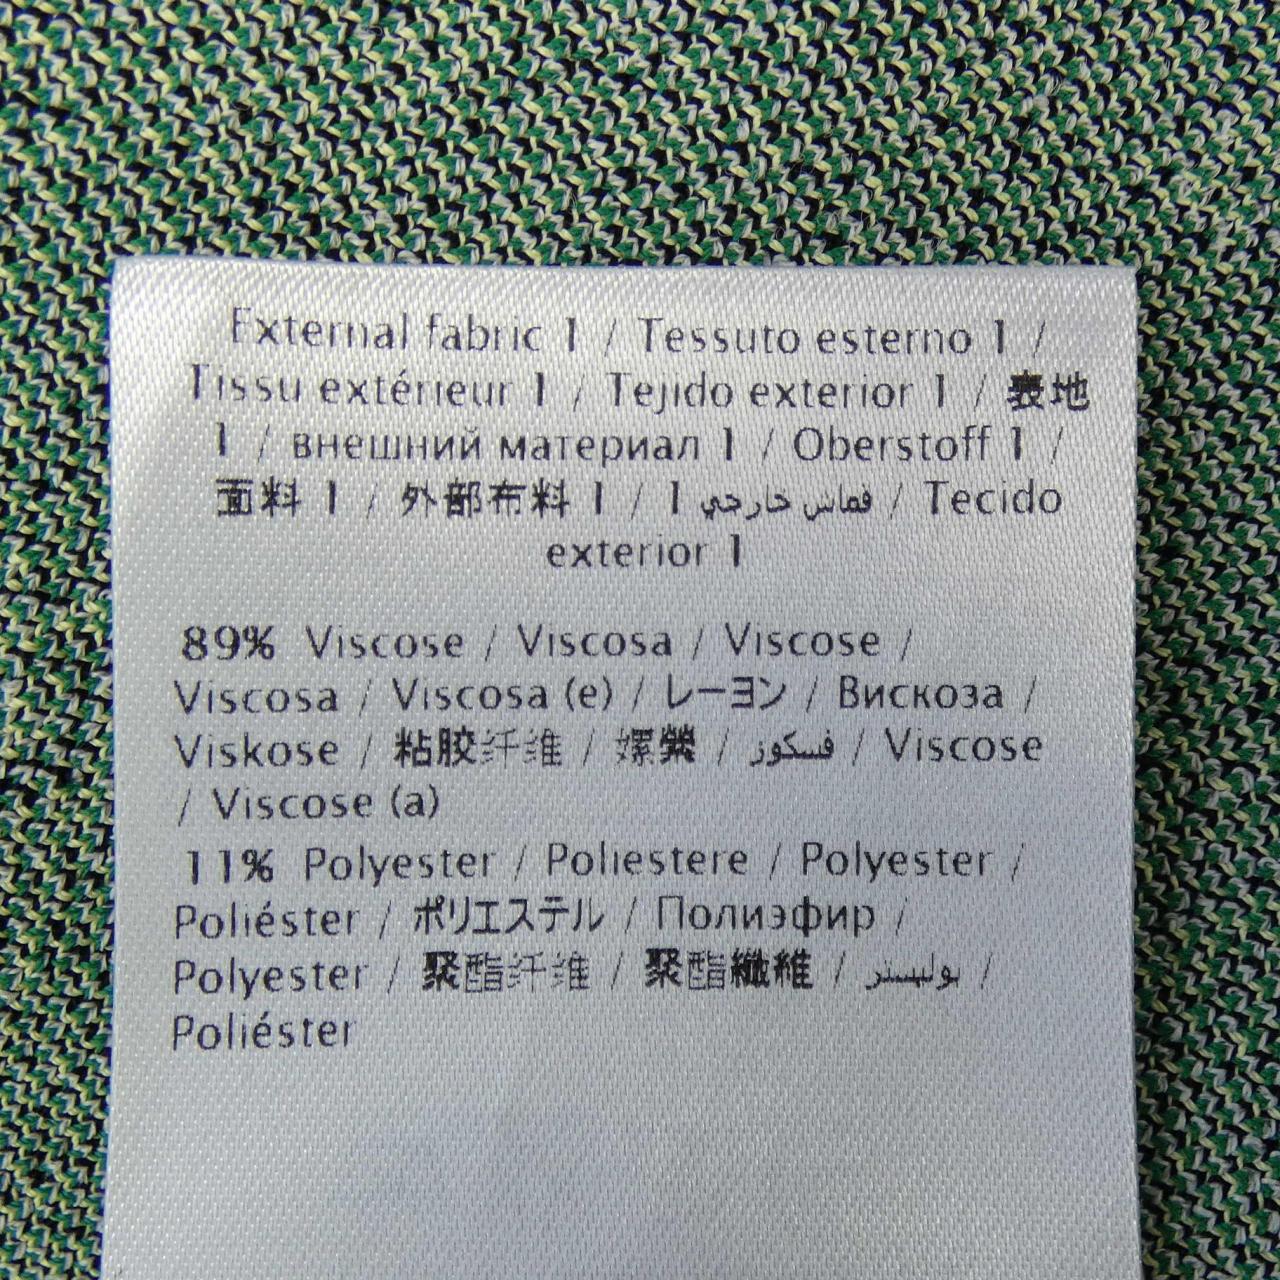 External fabric 1 / Tessuto esterno 1 /
Tissu extérieur 1 / Tejido exterior 1 / 表地
1 / внешний материал 1 / Oberstoff 1 /
面料 1 / 外部布料 1 / 1 قماش خارجي / Tecido
exterior 1
89% Viscose / Viscosa / Viscose /
Viscosa / Viscosa (e) / レーヨン / Вискоза /
Viskose / 粘胶纤维 / 嫘縈 / فسكوز / Viscose
/ Viscose (a)
11% Polyester / Poliestere / Polyester /
Poliéster / ポリエステル / Полиэфир /
Polyester / 聚酯纤维 / 聚酯纖維 / بوليستر /
Poliéster